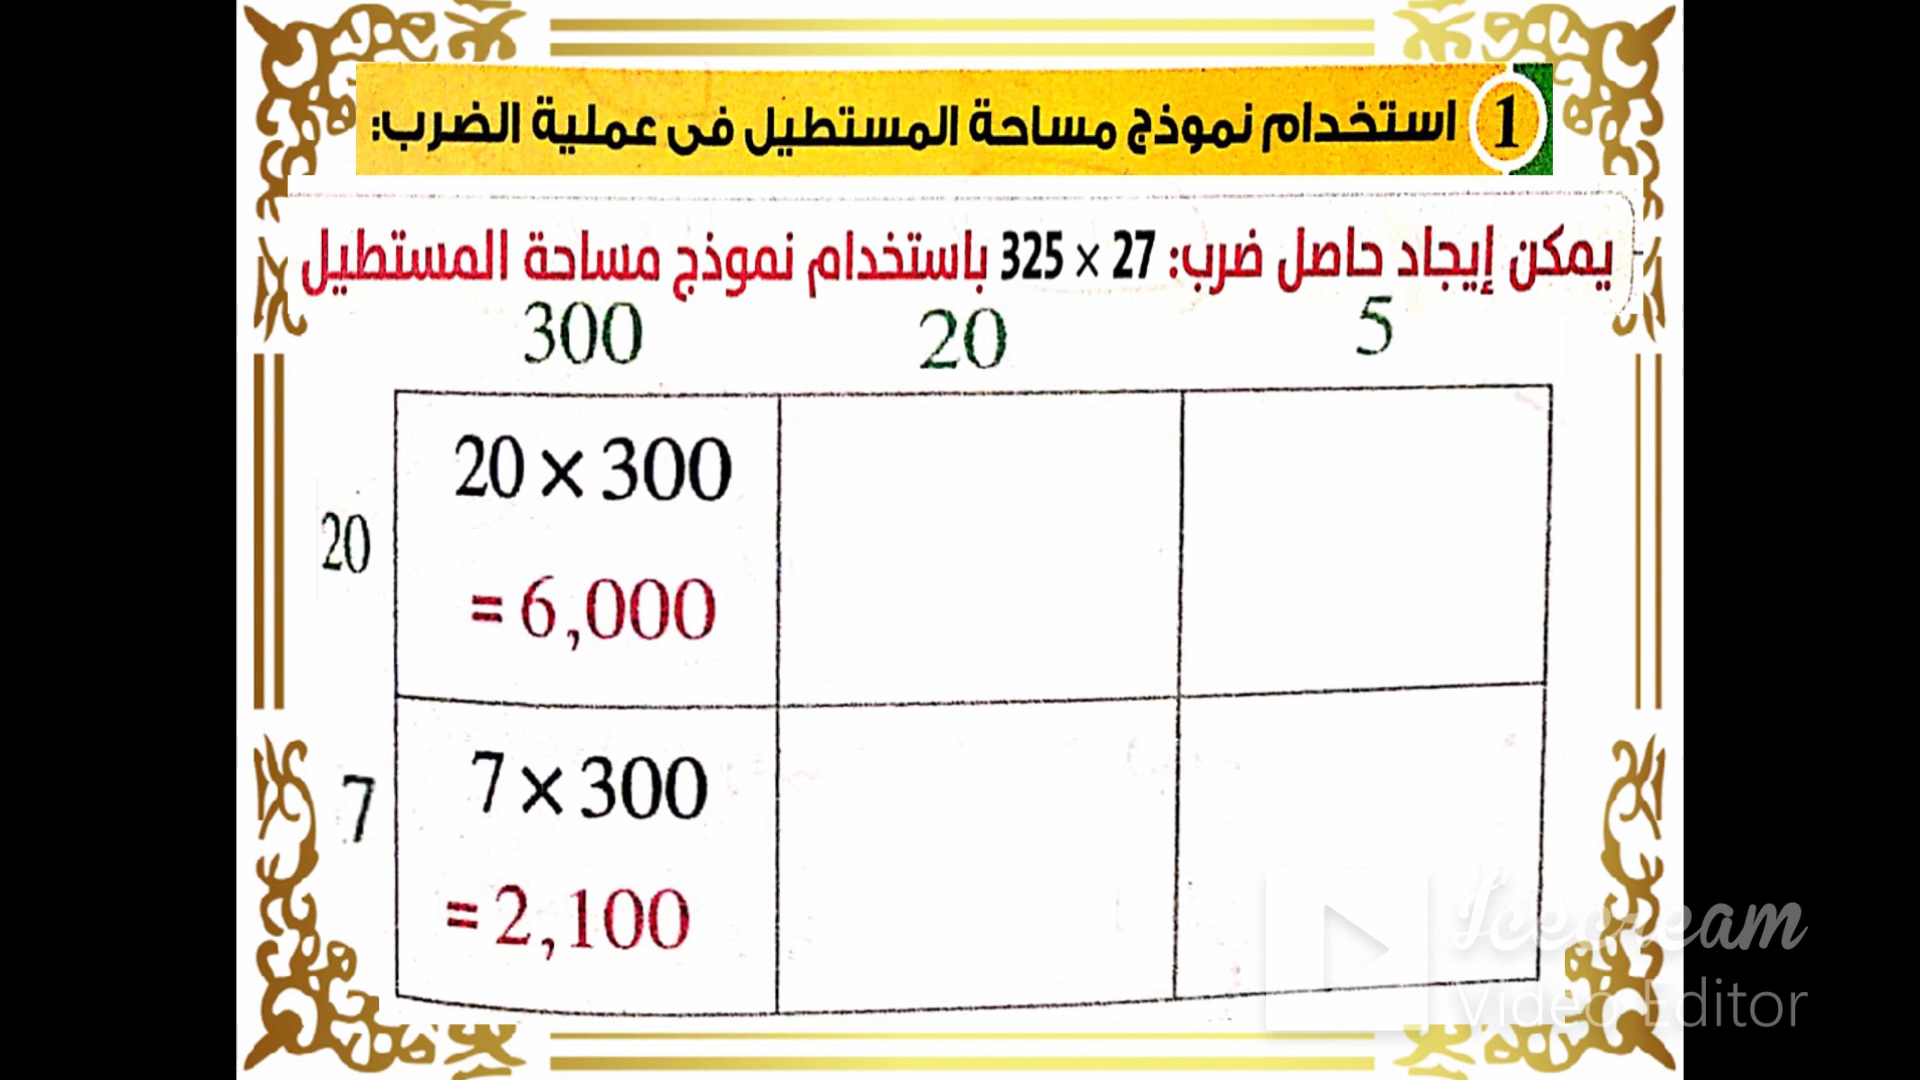 1 استخدام نموذج مساحة المستطيل فى عملية الضرب:
يمكن إيجاد حاصل ضرب: 27 × 325 باستخدام نموذج مساحة المستطيل
300 20 5
20
20 × 300
= 6,000
7
7 × 300
= 2,100
Icecream
Video Editor